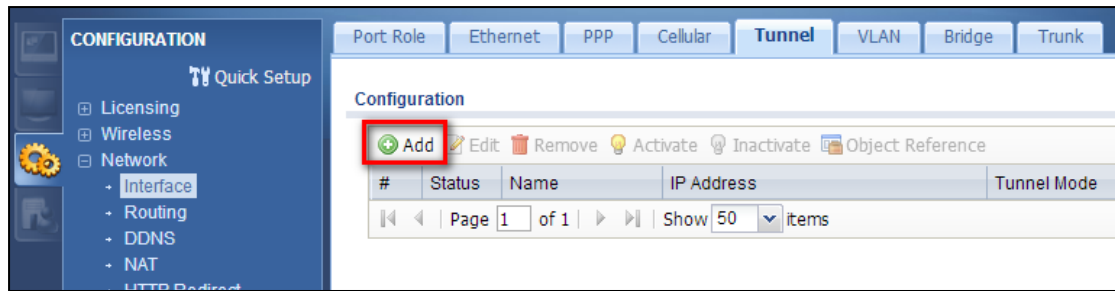 CONFIGURATION
Quick Setup
Licensing
Wireless
Network
Interface
Routing
DDNS
NAT
HTTP Redirect
Port Role Ethernet PPP Cellular Tunnel VLAN Bridge Trunk
Configuration
Add Edit Remove Activate Inactivate Object Reference
# Status Name IP Address Tunnel Mode
Page 1 of 1 Show 50 items